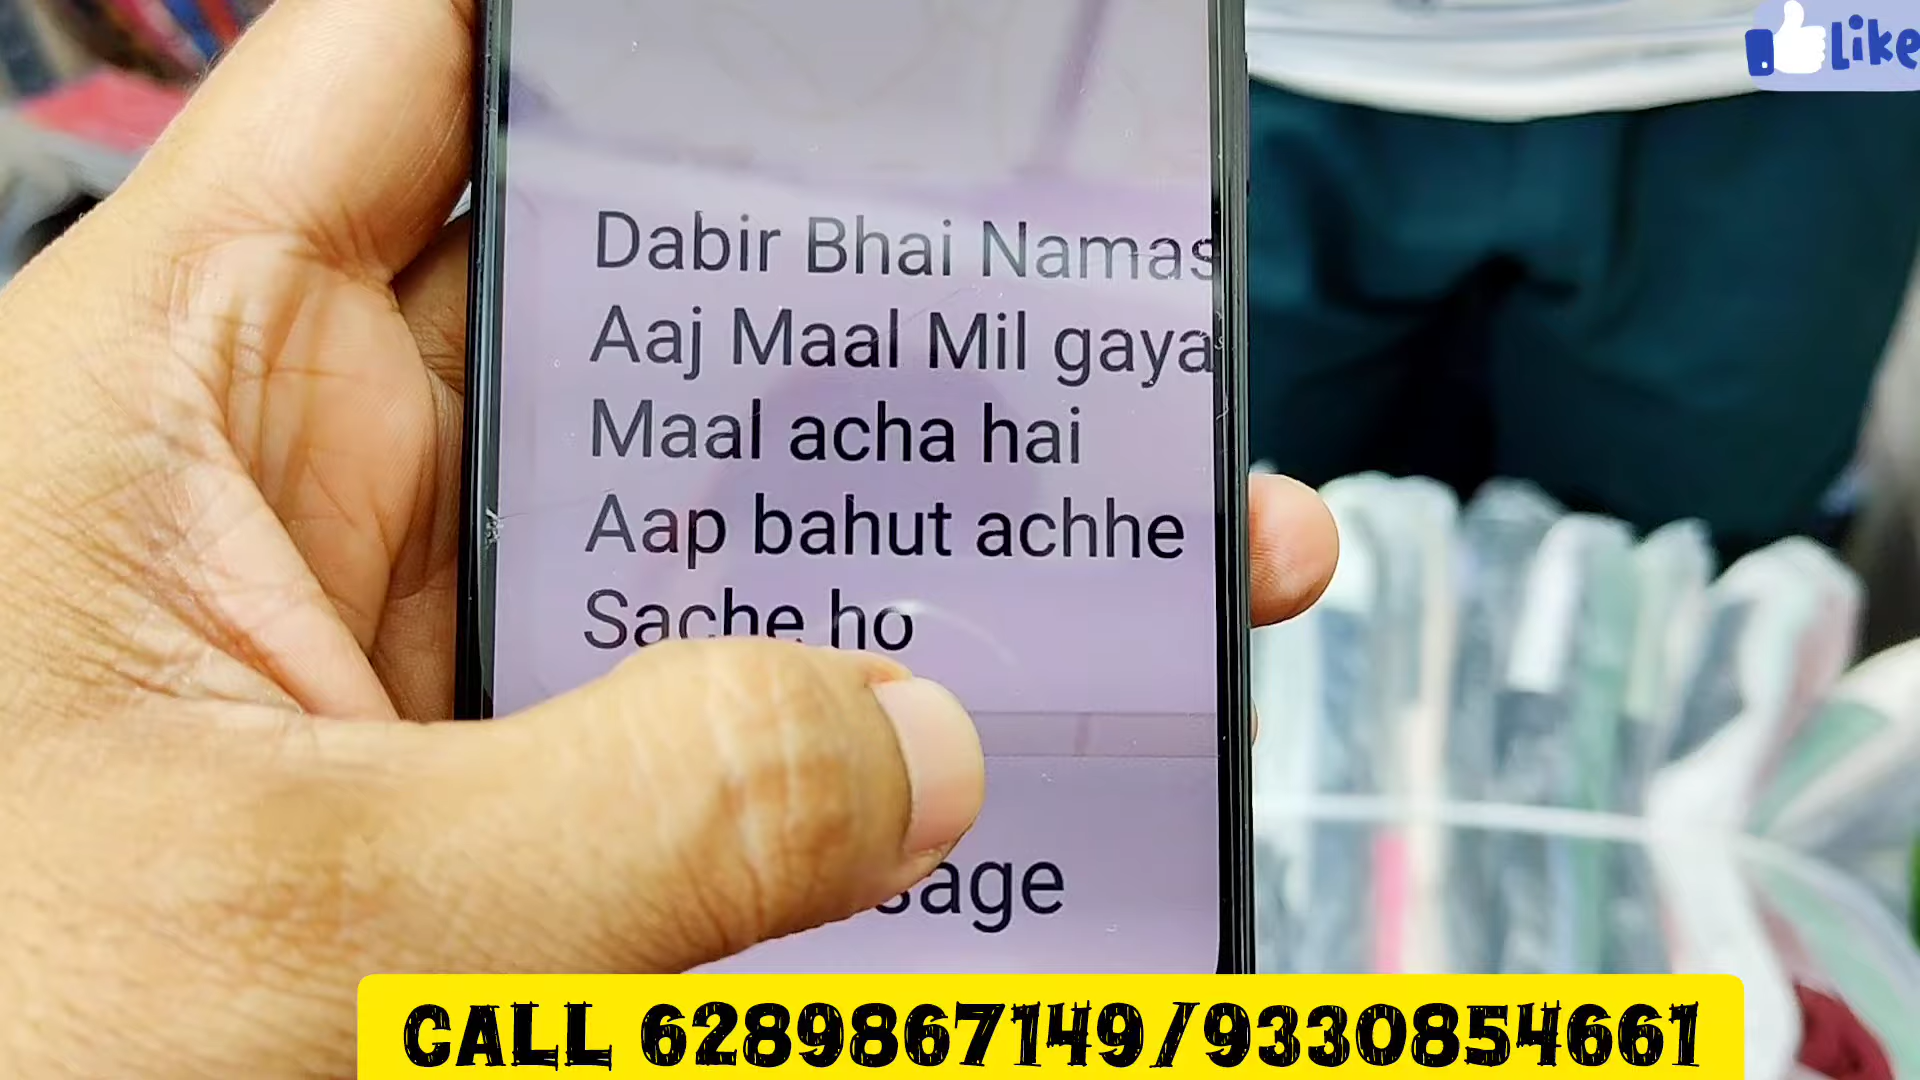 Like
Dabir Bhai Namas
Aaj Maal Mil gaya
Maal acha hai
Aap bahut achhe
Sache ho
sage
CALL 6289867149/9330854661